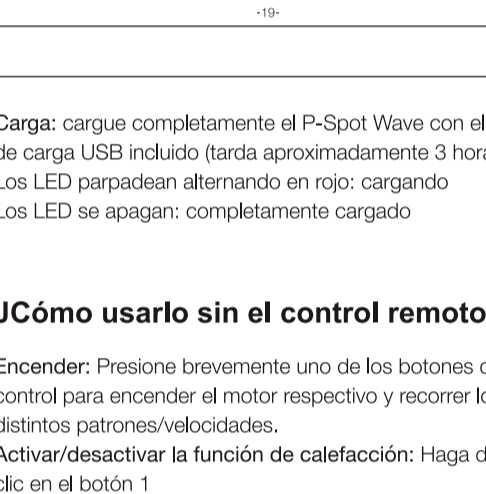 -19-
Carga: cargue completamente el P-Spot Wave con el
de carga USB incluido (tarda aproximadamente 3
Los LED parpadean alternando en rojo: cargando
Los LED se apagan: completamente cargado
JCómo usarlo sin el control remoto
Encender: Presione brevemente uno de los botones
control para encender el motor respectivo y recorrer
distintos patrones/velocidades.
Activar/desactivar la función de calefacción: Haga
clic en el botón 1